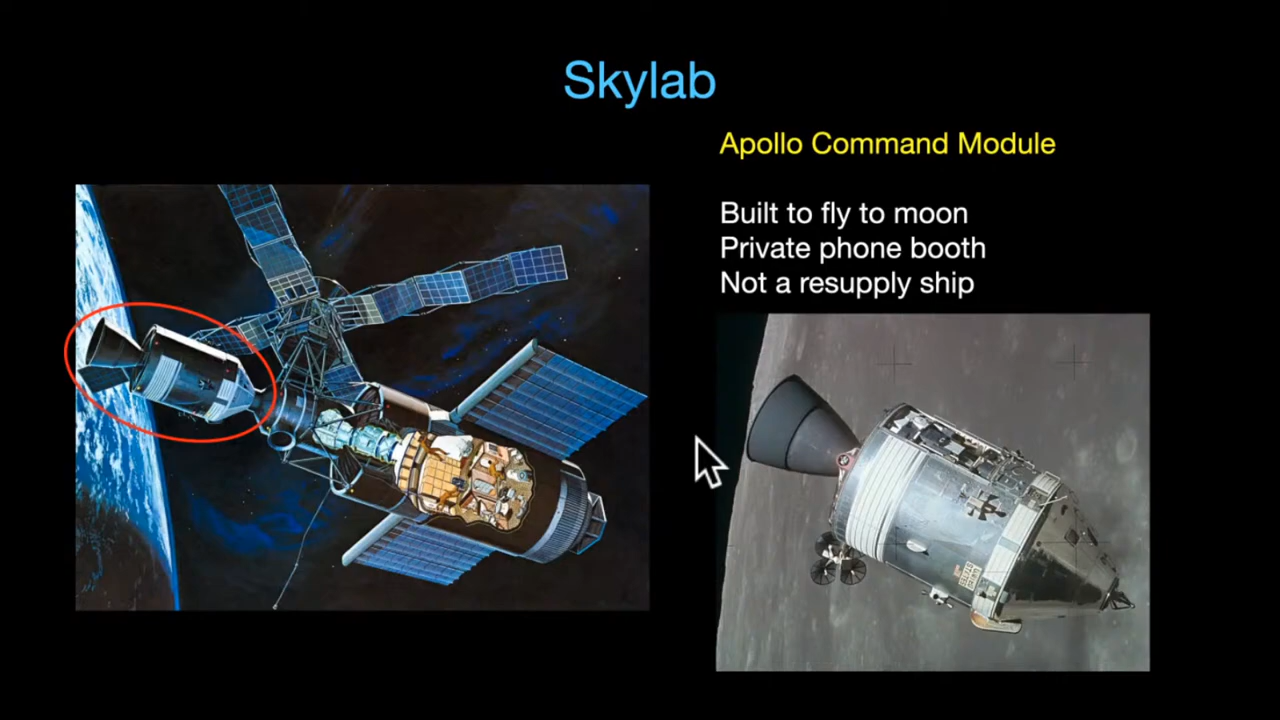 Skylab
Apollo Command Module
Built to fly to moon
Private phone booth
Not a resupply ship